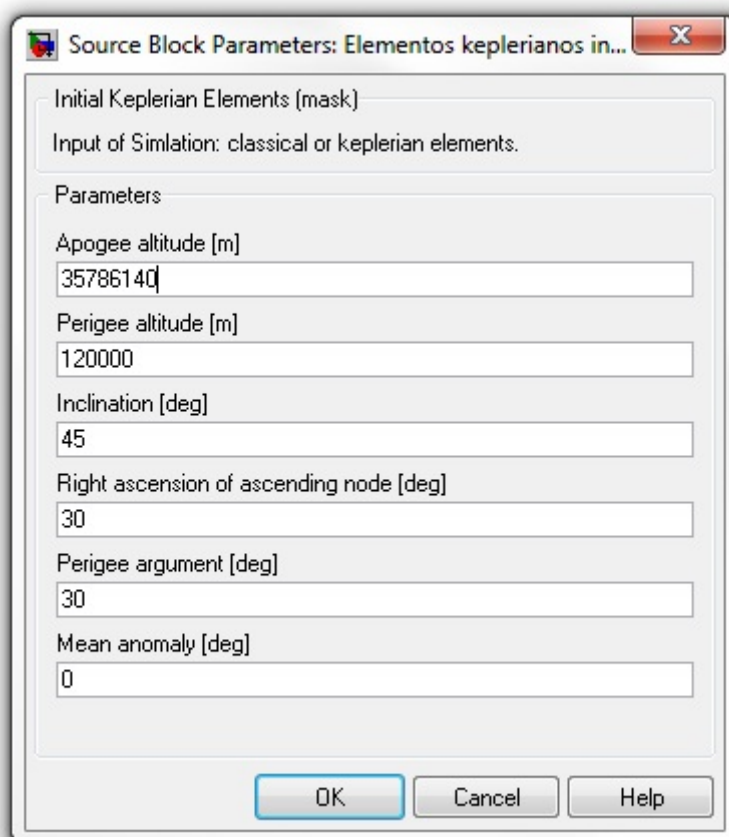 Source Block Parameters: Elementos keplerianos in...
Initial Keplerian Elements (mask)
Input of Simlation: classical or keplerian elements.
Parameters
Apogee altitude [m]
35786140
Perigee altitude [m]
120000
Inclination [deg]
45
Right ascension of ascending node [deg]
30
Perigee argument [deg]
30
Mean anomaly [deg]
0
OK Cancel Help